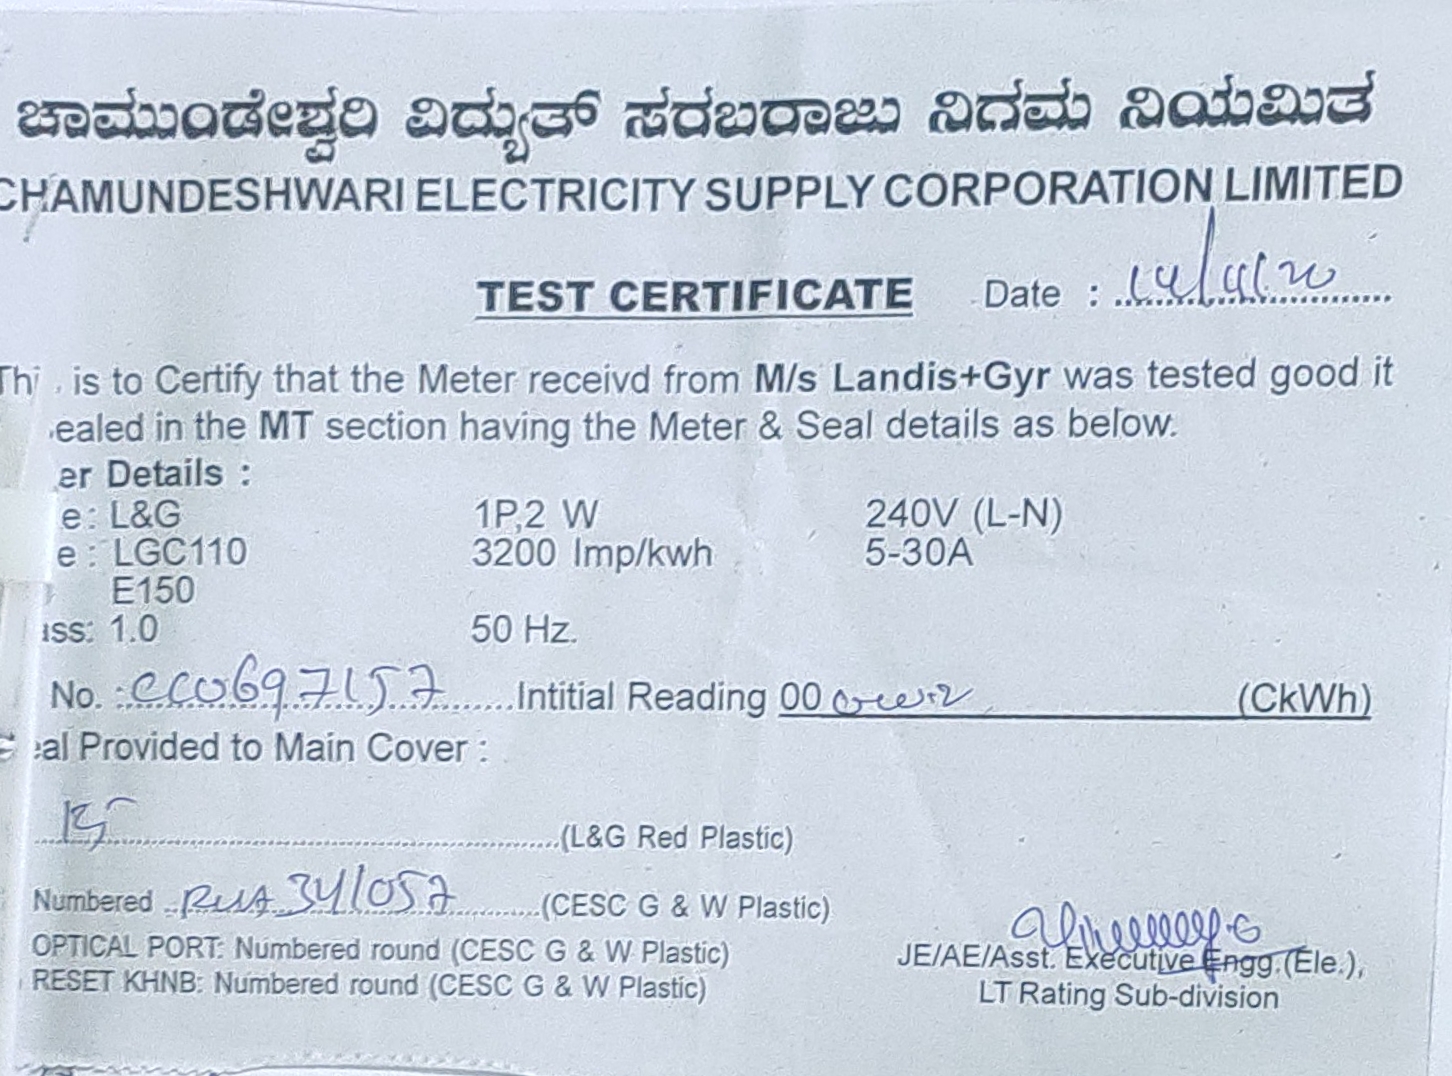 ಚಾಮುಂಡೇಶ್ವರಿ ವಿದ್ಯುತ್ ಸರಬರಾಜು ನಿಗಮ ನಿಯಮಿತ
CHAMUNDESHWARI ELECTRICITY SUPPLY CORPORATION LIMITED
TEST CERTIFICATE Date :
is to Certify that the Meter receivd from M/s Landis+Gyr was tested good it
ealed in the MT section having the Meter & Seal details as below.
er Details :
e : L&G 1P,2 W 240V (L-N)
e : LGC110 3200 Imp/kwh 5-30A
E150
ass: 1.0 50 Hz.
No. : Intitial Reading 00 (CkWh)
eal Provided to Main Cover :
(L&G Red Plastic)
Numbered (CESC G & W Plastic)
OPTICAL PORT: Numbered round (CESC G & W Plastic)
RESET KHNB: Numbered round (CESC G & W Plastic)
JE/AE/Asst. Executive Engg.(Ele.),
LT Rating Sub-division